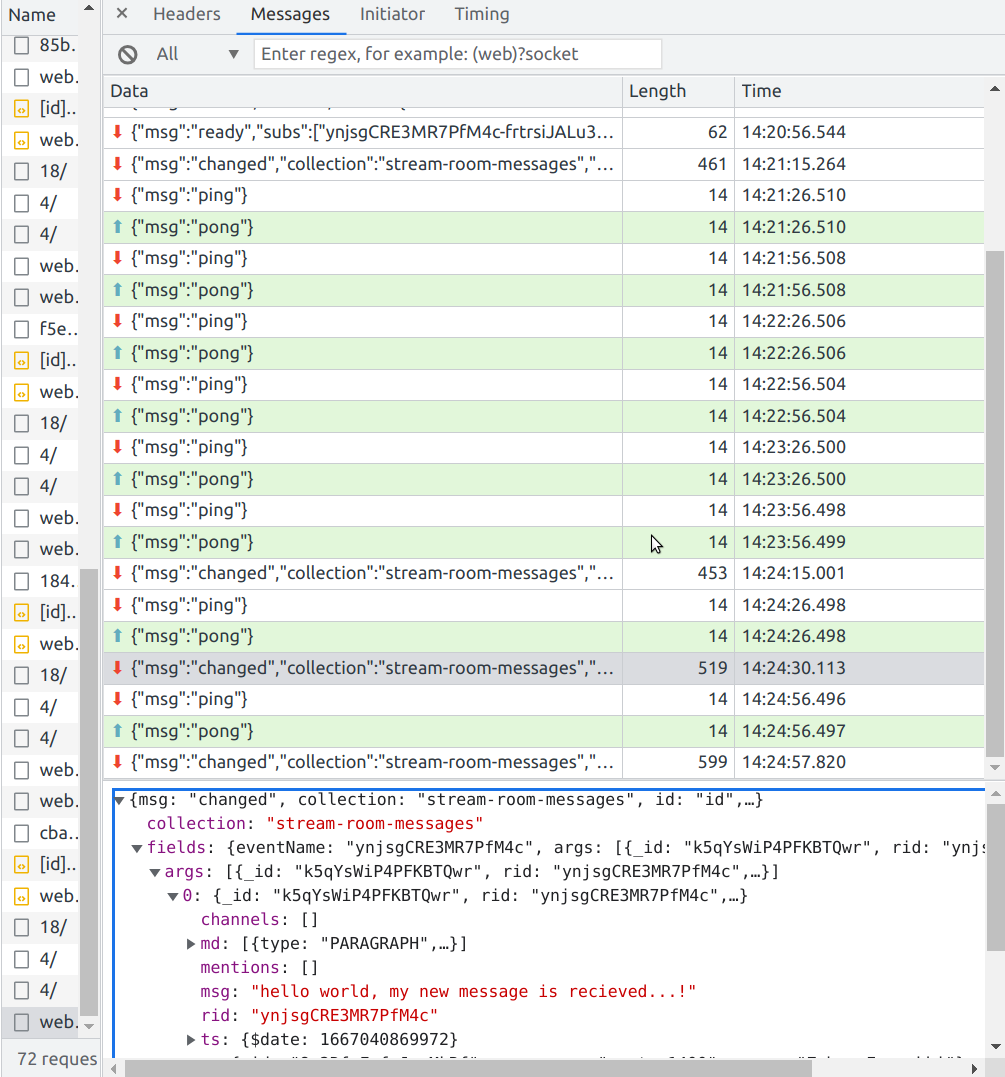 Name
× Headers Messages Initiator Timing
All ▼ Enter regex, for example: (web)?socket
Data Length Time
{"msg":"ready","subs":["ynjsgCRE3MR7PfM4c-frtrsiJALu3... 62 14:20:56.544
{"msg":"changed","collection":"stream-room-messages","... 461 14:21:15.264
{"msg":"ping"} 14 14:21:26.510
{"msg":"pong"} 14 14:21:26.510
{"msg":"ping"} 14 14:21:56.508
{"msg":"pong"} 14 14:21:56.508
{"msg":"ping"} 14 14:22:26.506
{"msg":"pong"} 14 14:22:26.506
{"msg":"ping"} 14 14:22:56.504
{"msg":"pong"} 14 14:22:56.504
{"msg":"ping"} 14 14:23:26.500
{"msg":"pong"} 14 14:23:26.500
{"msg":"ping"} 14 14:23:56.498
{"msg":"pong"} 14 14:23:56.499
{"msg":"changed","collection":"stream-room-messages","... 453 14:24:15.001
{"msg":"ping"} 14 14:24:26.498
{"msg":"pong"} 14 14:24:26.498
{"msg":"changed","collection":"stream-room-messages","... 519 14:24:30.113
{"msg":"ping"} 14 14:24:56.496
{"msg":"pong"} 14 14:24:56.497
{"msg":"changed","collection":"stream-room-messages","... 599 14:24:57.820
▼{msg: "changed", collection: "stream-room-messages", id: "id",…}
collection: "stream-room-messages"
▼fields: {eventName: "ynjsgCRE3MR7PfM4c", args: [{_id: "k5qYsWiP4PFKBTQwr", rid: "ynjs
▼args: [{_id: "k5qYsWiP4PFKBTQwr", rid: "ynjsgCRE3MR7PfM4c",…}]
▼0: {_id: "k5qYsWiP4PFKBTQwr", rid: "ynjsgCRE3MR7PfM4c",…}
channels: []
▶md: [{type: "PARAGRAPH",…}]
mentions: []
msg: "hello world, my new message is recieved...!"
rid: "ynjsgCRE3MR7PfM4c"
▶ts: {$date: 1667040869972}
85b.
web.
[id]..
web.
18/
4/
4/
web.
web.
f5e..
[id]..
web.
18/
4/
4/
web.
web.
184.
[id]..
web.
18/
4/
4/
web.
web.
cba..
[id]..
web.
18/
4/
4/
web.
72 reques